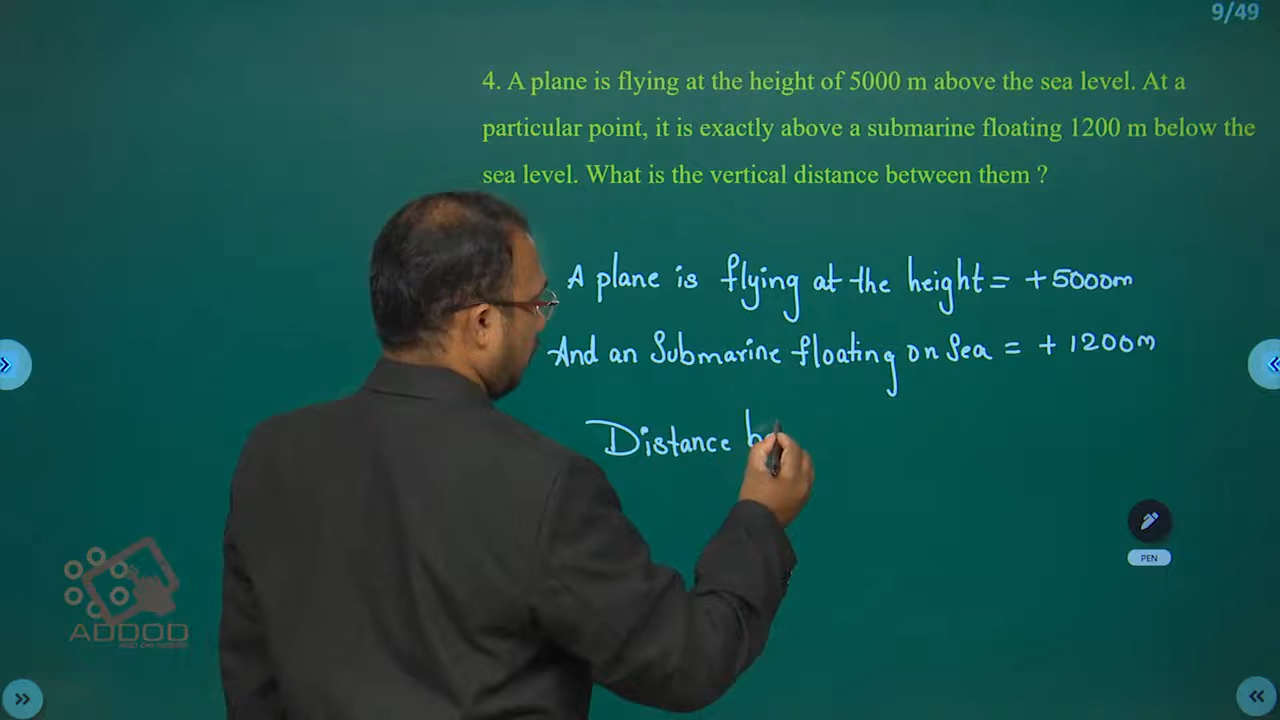 9/49
4. A plane is flying at the height of 5000 m above the sea level. At a
particular point, it is exactly above a submarine floating 1200 m below the
sea level. What is the vertical distance between them ?
A plane is flying at the height = +5000m
And an Submarine floating on Sea = + 1200m
Distance be
PEN
ADDOD